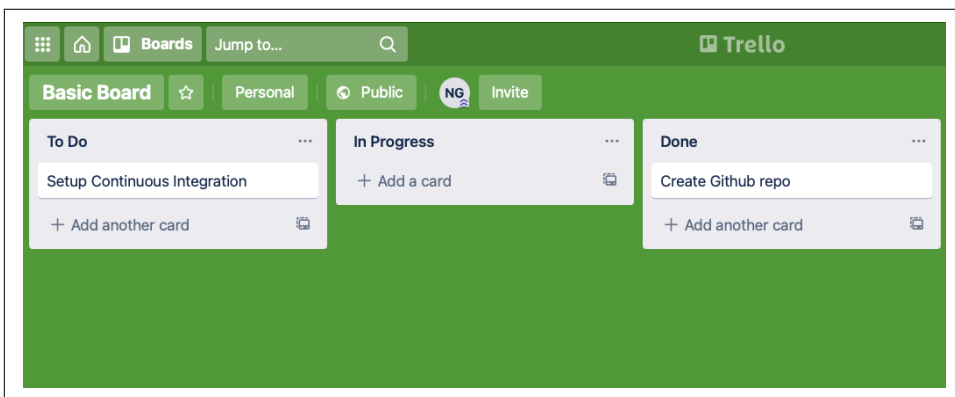 Boards Jump to... Trello
Basic Board Personal Public NG Invite
To Do ... In Progress ... Done ...
Setup Continuous Integration + Add a card Create Github repo
+ Add another card + Add another card